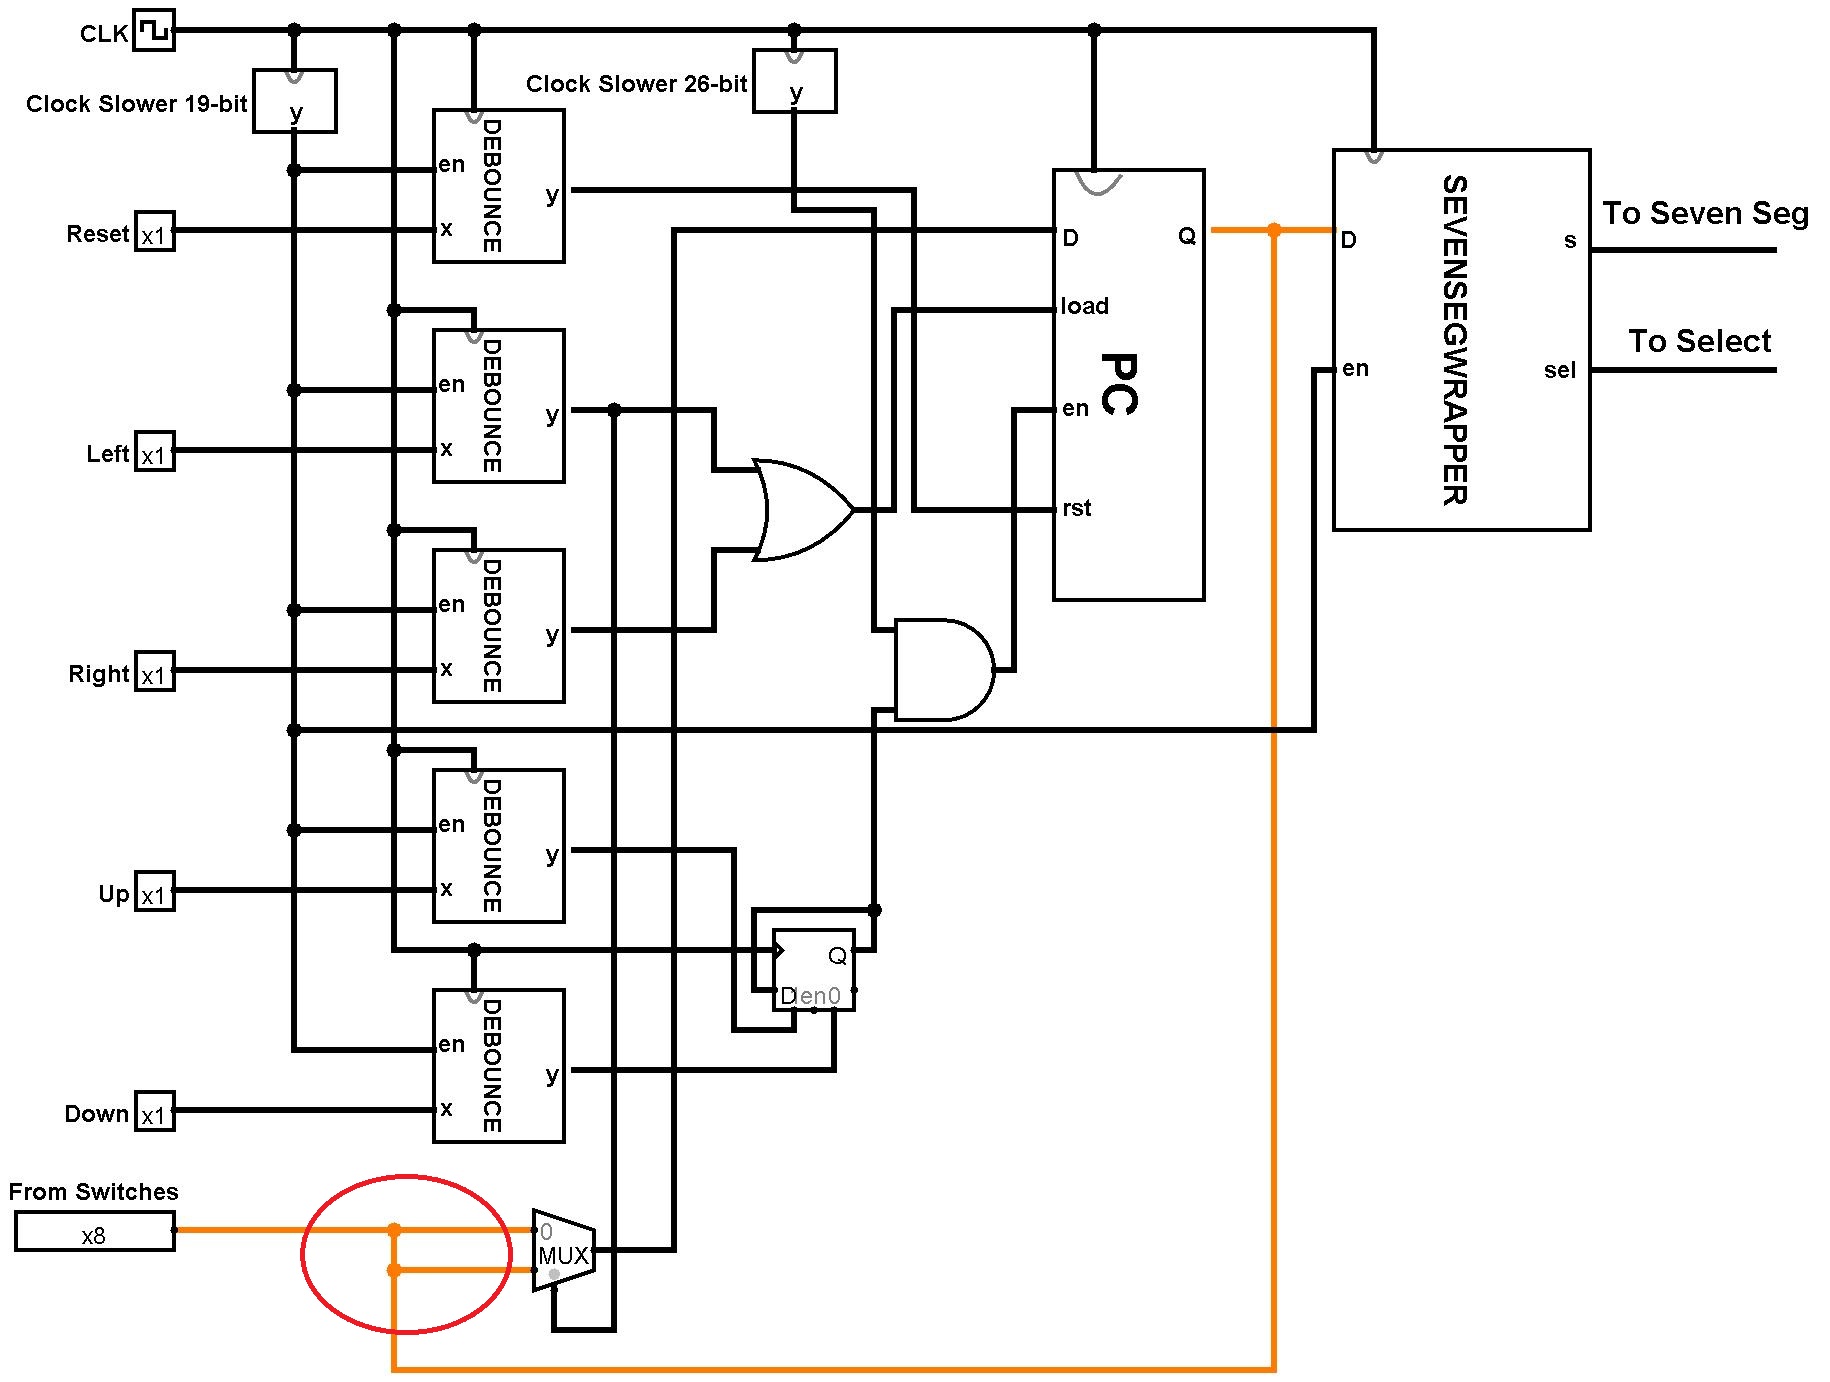 CLK
Clock Slower 19-bit
y
Clock Slower 26-bit
y
en
x
y
DEBOUNCE
Reset
x1
D
load
en
rst
Q
PC
D
en
s
sel
SEVENSEGWRAPPER
To Seven Seg
To Select
en
x
y
DEBOUNCE
Left
x1
en
x
y
DEBOUNCE
Right
x1
en
x
y
DEBOUNCE
Up
x1
Q
D
en
0
en
x
y
DEBOUNCE
Down
x1
From Switches
x8
0
MUX